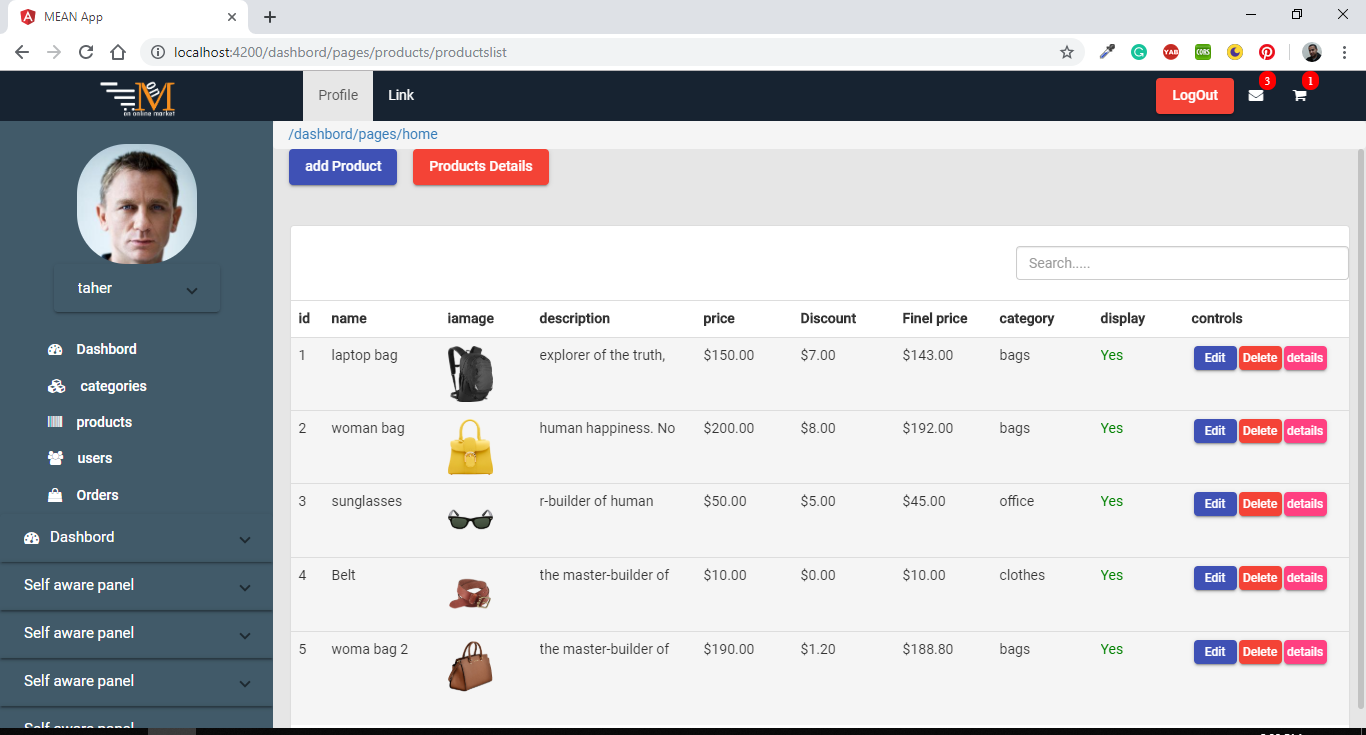 MEAN App
localhost:4200/dashbord/pages/products/productslist
YAB
CORS
M
on online market
Profile Link LogOut 3 1
/dashbord/pages/home
add Product Products Details
taher
Dashbord
categories
products
users
Orders
Dashbord
Self aware panel
Self aware panel
Self aware panel
Self aware panel
Search.....
id name iamage description price Discount Finel price category display controls
1 laptop bag explorer of the truth, $150.00 $7.00 $143.00 bags Yes Edit Delete details
2 woman bag human happiness. No $200.00 $8.00 $192.00 bags Yes Edit Delete details
3 sunglasses r-builder of human $50.00 $5.00 $45.00 office Yes Edit Delete details
4 Belt the master-builder of $10.00 $0.00 $10.00 clothes Yes Edit Delete details
5 woma bag 2 the master-builder of $190.00 $1.20 $188.80 bags Yes Edit Delete details